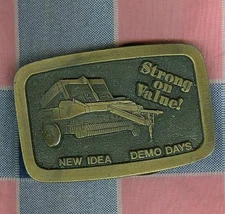 Strong
on
Value!
NEW IDEA DEMO DAYS